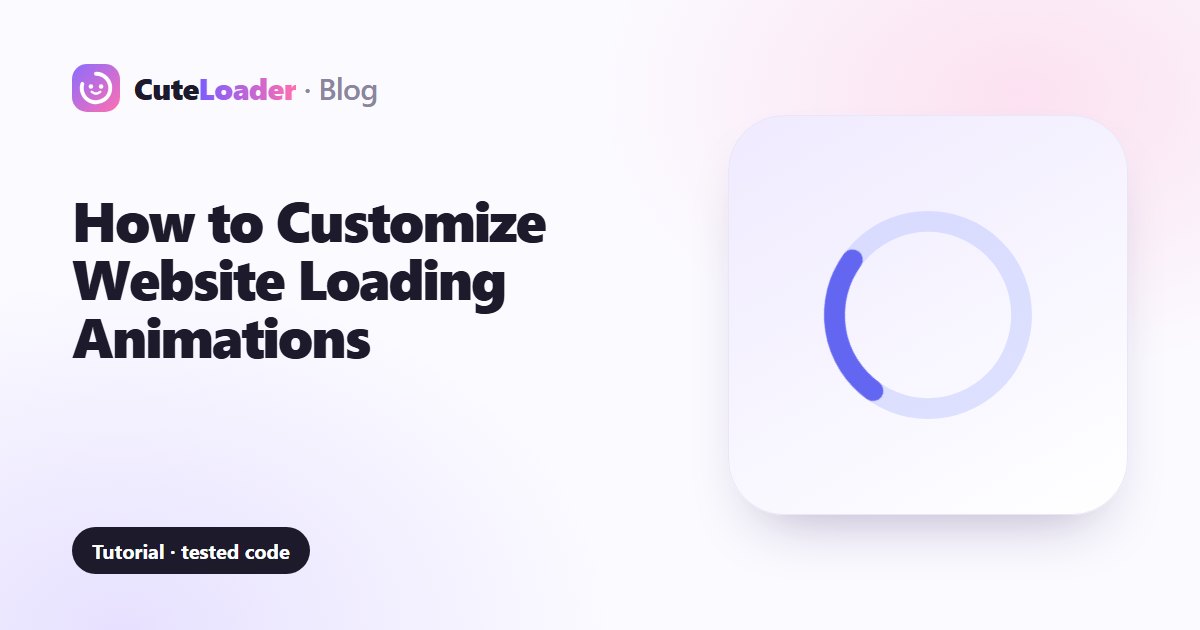 CuteLoader · Blog
How to Customize
Website Loading
Animations
Tutorial · tested code